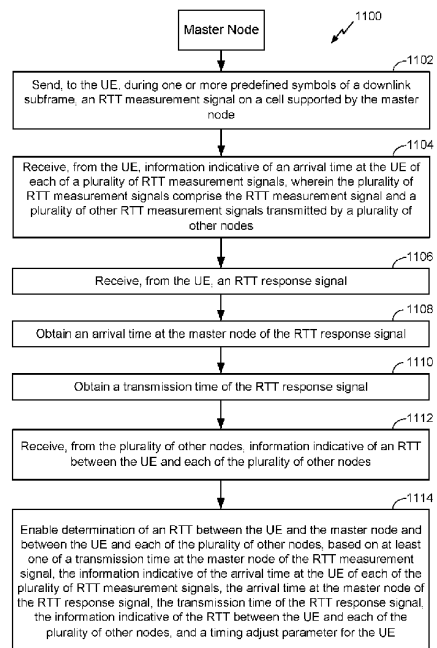 Master Node
1100
1102
Send, to the UE, during one or more predefined symbols of a downlink
subframe, an RTT measurement signal on a cell supported by the master
node
1104
Receive, from the UE, information indicative of an arrival time at the UE of
each of a plurality of RTT measurement signals, wherein the plurality of
RTT measurement signals comprise the RTT measurement signal and a
plurality of other RTT measurement signals transmitted by a plurality of
other nodes
1106
Receive, from the UE, an RTT response signal
1108
Obtain an arrival time at the master node of the RTT response signal
1110
Obtain a transmission time of the RTT response signal
1112
Receive, from the plurality of other nodes, information indicative of an RTT
between the UE and each of the plurality of other nodes
1114
Enable determination of an RTT between the UE and the master node and
between the UE and each of the plurality of other nodes, based on at least
one of a transmission time at the master node of the RTT measurement
signal, the information indicative of the arrival time at the UE of each of the
plurality of RTT measurement signals, the arrival time at the master node of
the RTT response signal, the transmission time of the RTT response signal,
the information indicative of the RTT between the UE and each of the
plurality of other nodes, and a timing adjust parameter for the UE